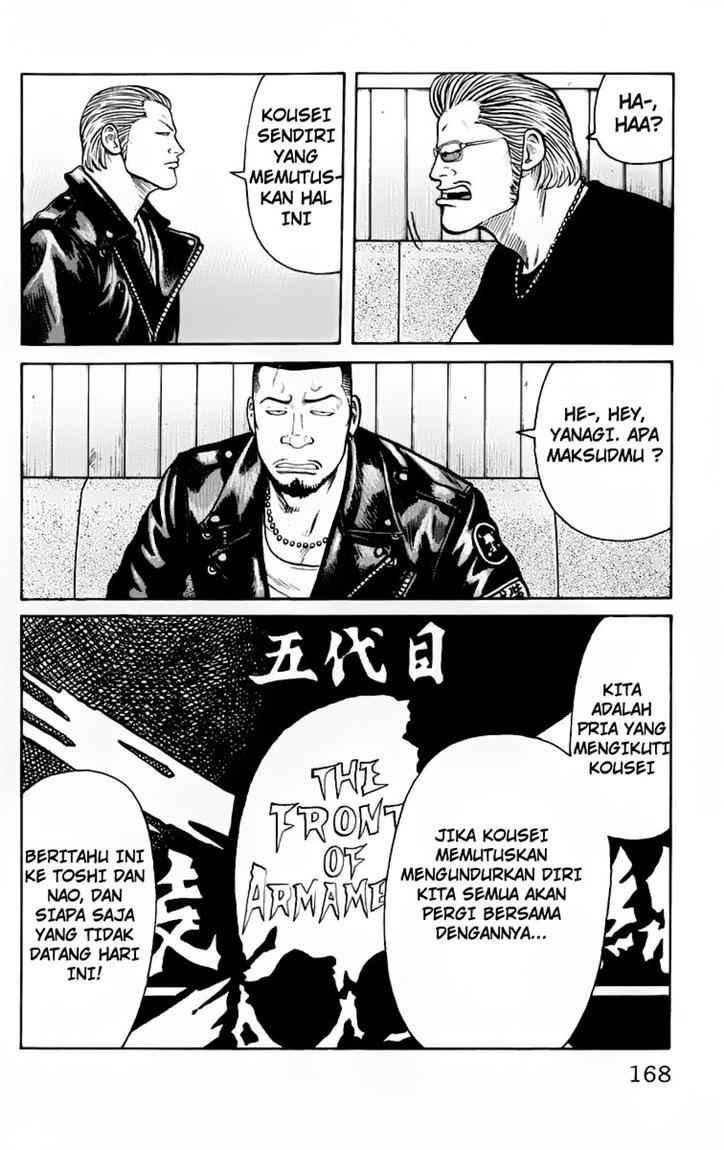 HA-,
HAA?
KOUSEI
SENDIRI
YANG
MEMUTUS-
KAN HAL
INI
HE-, HEY,
YANAGI. APA
MAKSUDMU ?
五代目
THE
FRONT
OF
KITA
ADALAH
PRIA YANG
MENGIKUTI
KOUSEI
JIKA KOUSEI
MEMUTUSKAN
MENGUNDURKAN DIRI
KITA SEMUA AKAN
PERGI BERSAMA
DENGANNYA...
BERITAHU INI
KE TOSHI DAN
NAO, DAN
SIAPA SAJA
YANG TIDAK
DATANG HARI
INI!
168